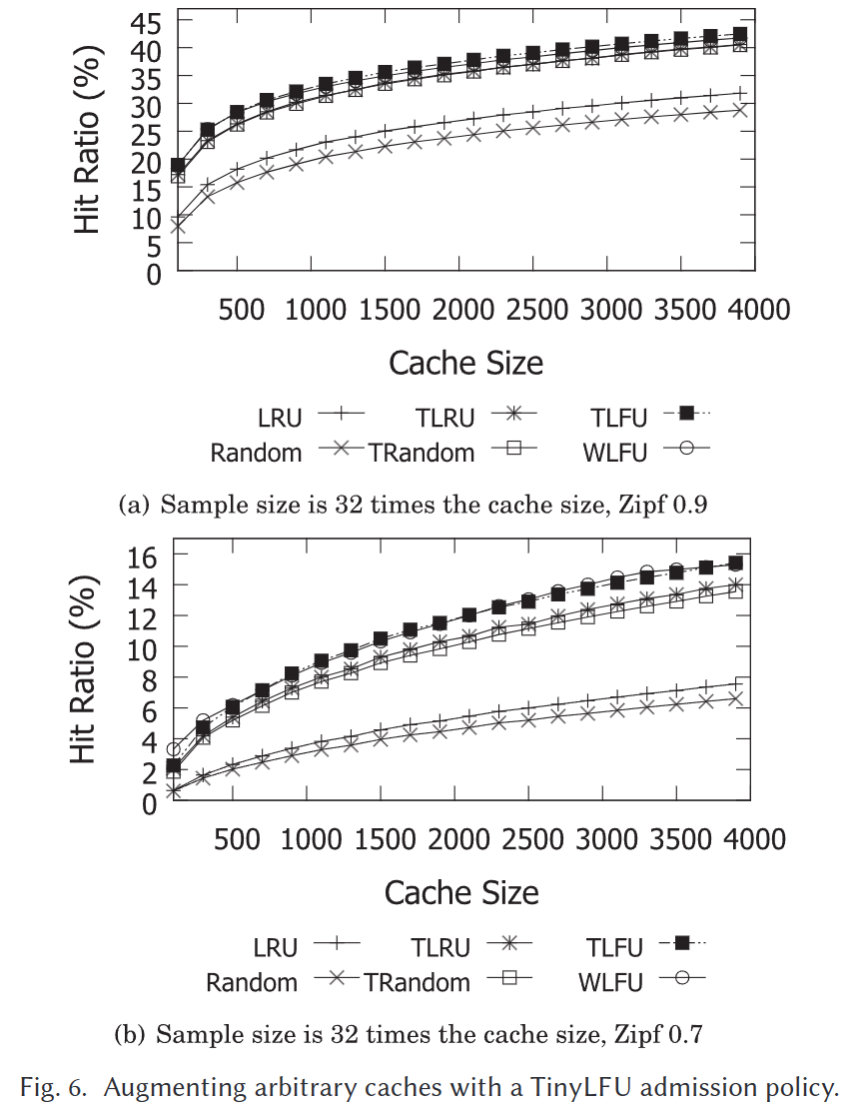 45
40
35
30
25
20
15
10
5
0
Hit Ratio (%)
500 1000 1500 2000 2500 3000 3500 4000
Cache Size
LRU TLRU TLFU
Random TRandom WLFU
(a) Sample size is 32 times the cache size, Zipf 0.9
16
14
12
10
8
6
4
2
0
Hit Ratio (%)
500 1000 1500 2000 2500 3000 3500 4000
Cache Size
LRU TLRU TLFU
Random TRandom WLFU
(b) Sample size is 32 times the cache size, Zipf 0.7
Fig. 6. Augmenting arbitrary caches with a TinyLFU admission policy.